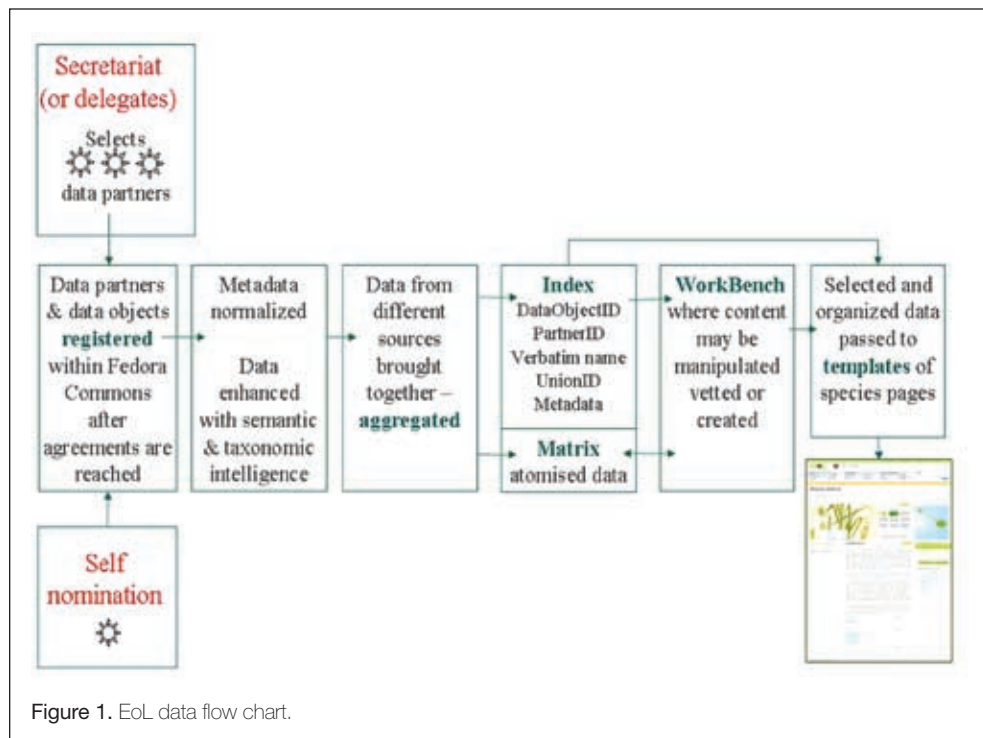 Secretariat
(or delegates)
Selects
data partners
Data partners
& data objects
registered
within Fedora
Commons
after
agreements are
reached
Metadata
normalized
Data
enhanced
with semantic
& taxonomic
intelligence
Data from
different
sources
brought
together –
aggregated
Index
DataObjectID
PartnerID
Verbatim name
UnionID
Metadata
Matrix
atomised data
WorkBench
where content
may be
manipulated
vetted or
created
Selected and
organized data
passed to
templates of
species pages
Self
nomination
Figure 1. EoL data flow chart.